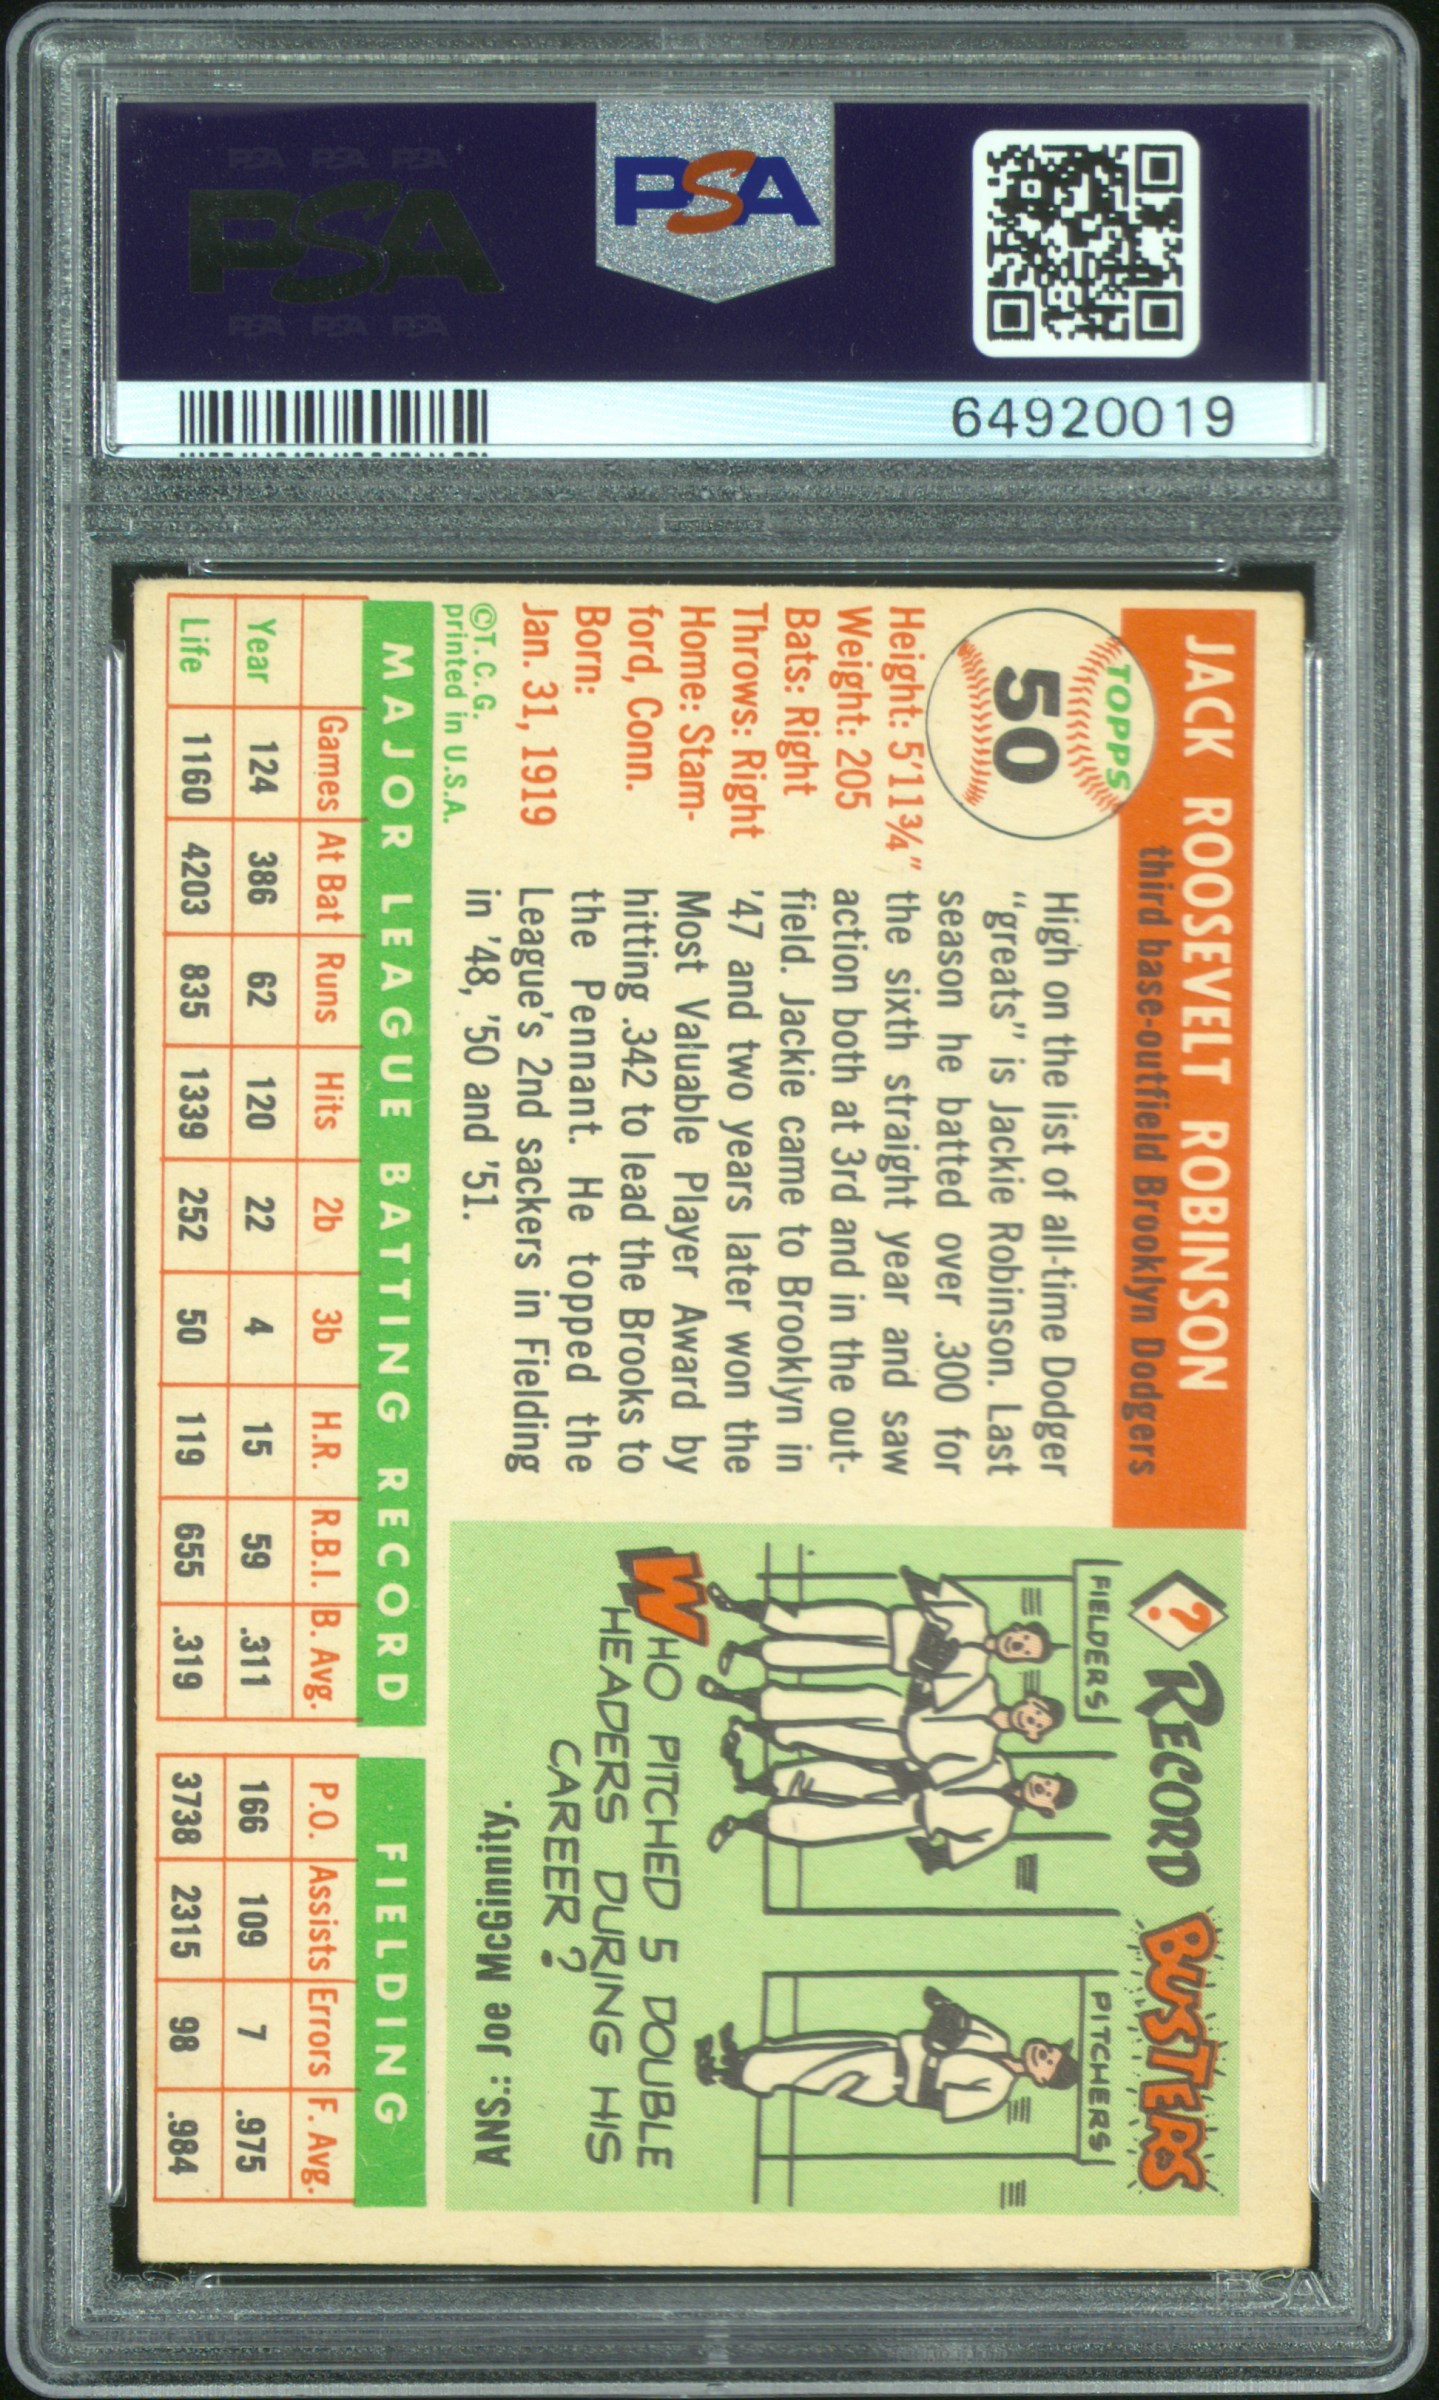 PSA PSA PSA
PSA
PSA PSA PSA
PSA
64920019
JACK ROOSEVELT ROBINSON
third base-outfield Brooklyn Dodgers
TOPPS
50
Height: 5'11¾"
Weight: 205
Bats: Right
Throws: Right
Home: Stam-
ford, Conn.
Born:
Jan. 31, 1919
©T. C. G.
printed in U.S.A.
High on the list of all-time Dodger
"greats" is Jackie Robinson. Last
season he batted over .300 for
the sixth straight year and saw
action both at 3rd and in the out-
field. Jackie came to Brooklyn in
'47 and two years later won the
Most Valuable Player Award by
hitting .342 to lead the Brooks to
the Pennant. He topped the
League's 2nd sackers in Fielding
in '48, '50 and '51.
? RECORD BUSTERS
FIELDERS
PITCHERS
WHO PITCHED 5 DOUBLE
HEADERS DURING HIS
CAREER?
ANS.: Joe McGinnity.
MAJOR LEAGUE BATTING RECORD
FIELDING
Games At Bat Runs Hits 2b 3b H.R. R.B.I. B. Avg. P.O. Assists Errors F. Avg.
Year 124 386 62 120 22 4 15 59 .311 166 109 7 .975
Life 1160 4203 835 1339 252 50 119 655 .319 3738 2315 98 .984
PSA